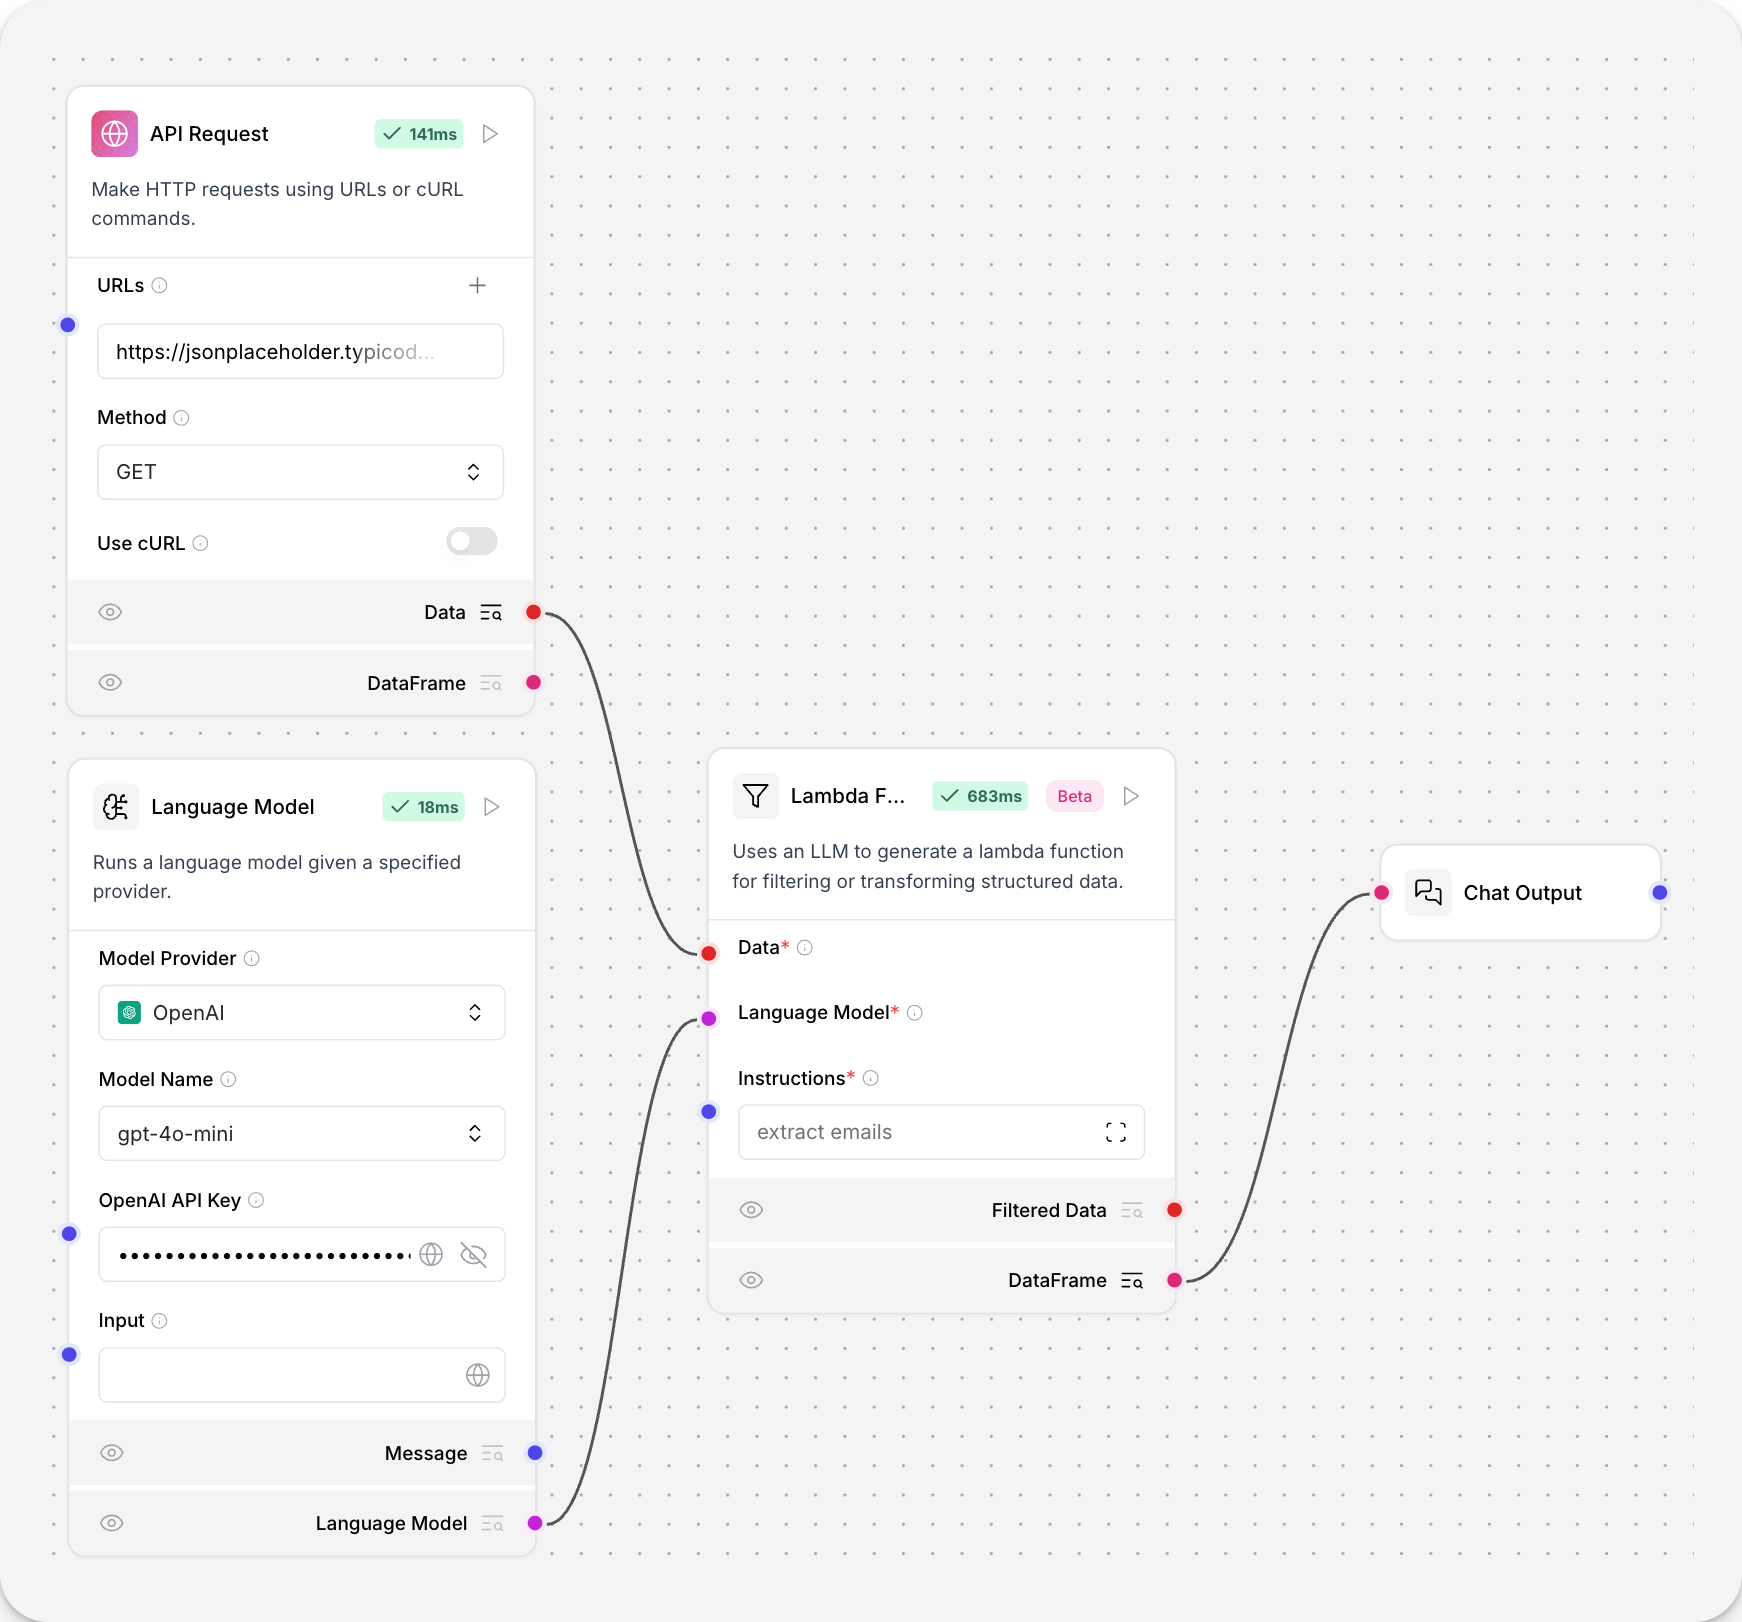 API Request
141ms
Make HTTP requests using URLs or cURL
commands.
URLs
https://jsonplaceholder.typicod...
Method
GET
Use cURL
Data
DataFrame
Language Model
18ms
Runs a language model given a specified
provider.
Model Provider
OpenAI
Model Name
gpt-4o-mini
OpenAI API Key
•••••••••••••••••••••••••
Input
Message
Language Model
Lambda F...
683ms
Beta
Uses an LLM to generate a lambda function
for filtering or transforming structured data.
Data*
Language Model*
Instructions*
extract emails
Filtered Data
DataFrame
Chat Output